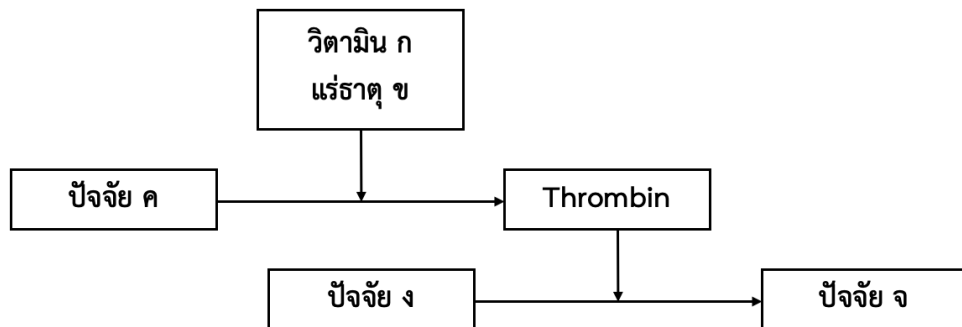 วิตามิน ก
แร่ธาตุ ข
ปัจจัย ค
Thrombin
ปัจจัย ง
ปัจจัย จ